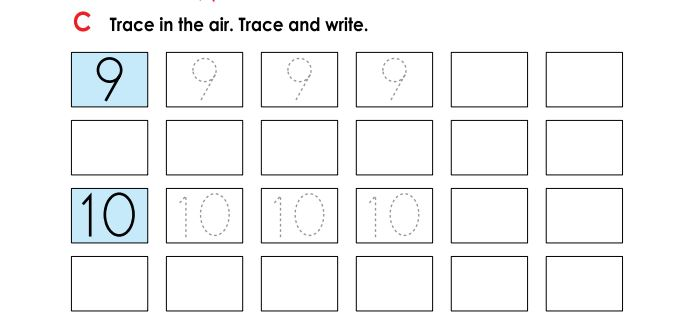 C Trace in the air. Trace and write.
9 9 9 9
10 10 10 10